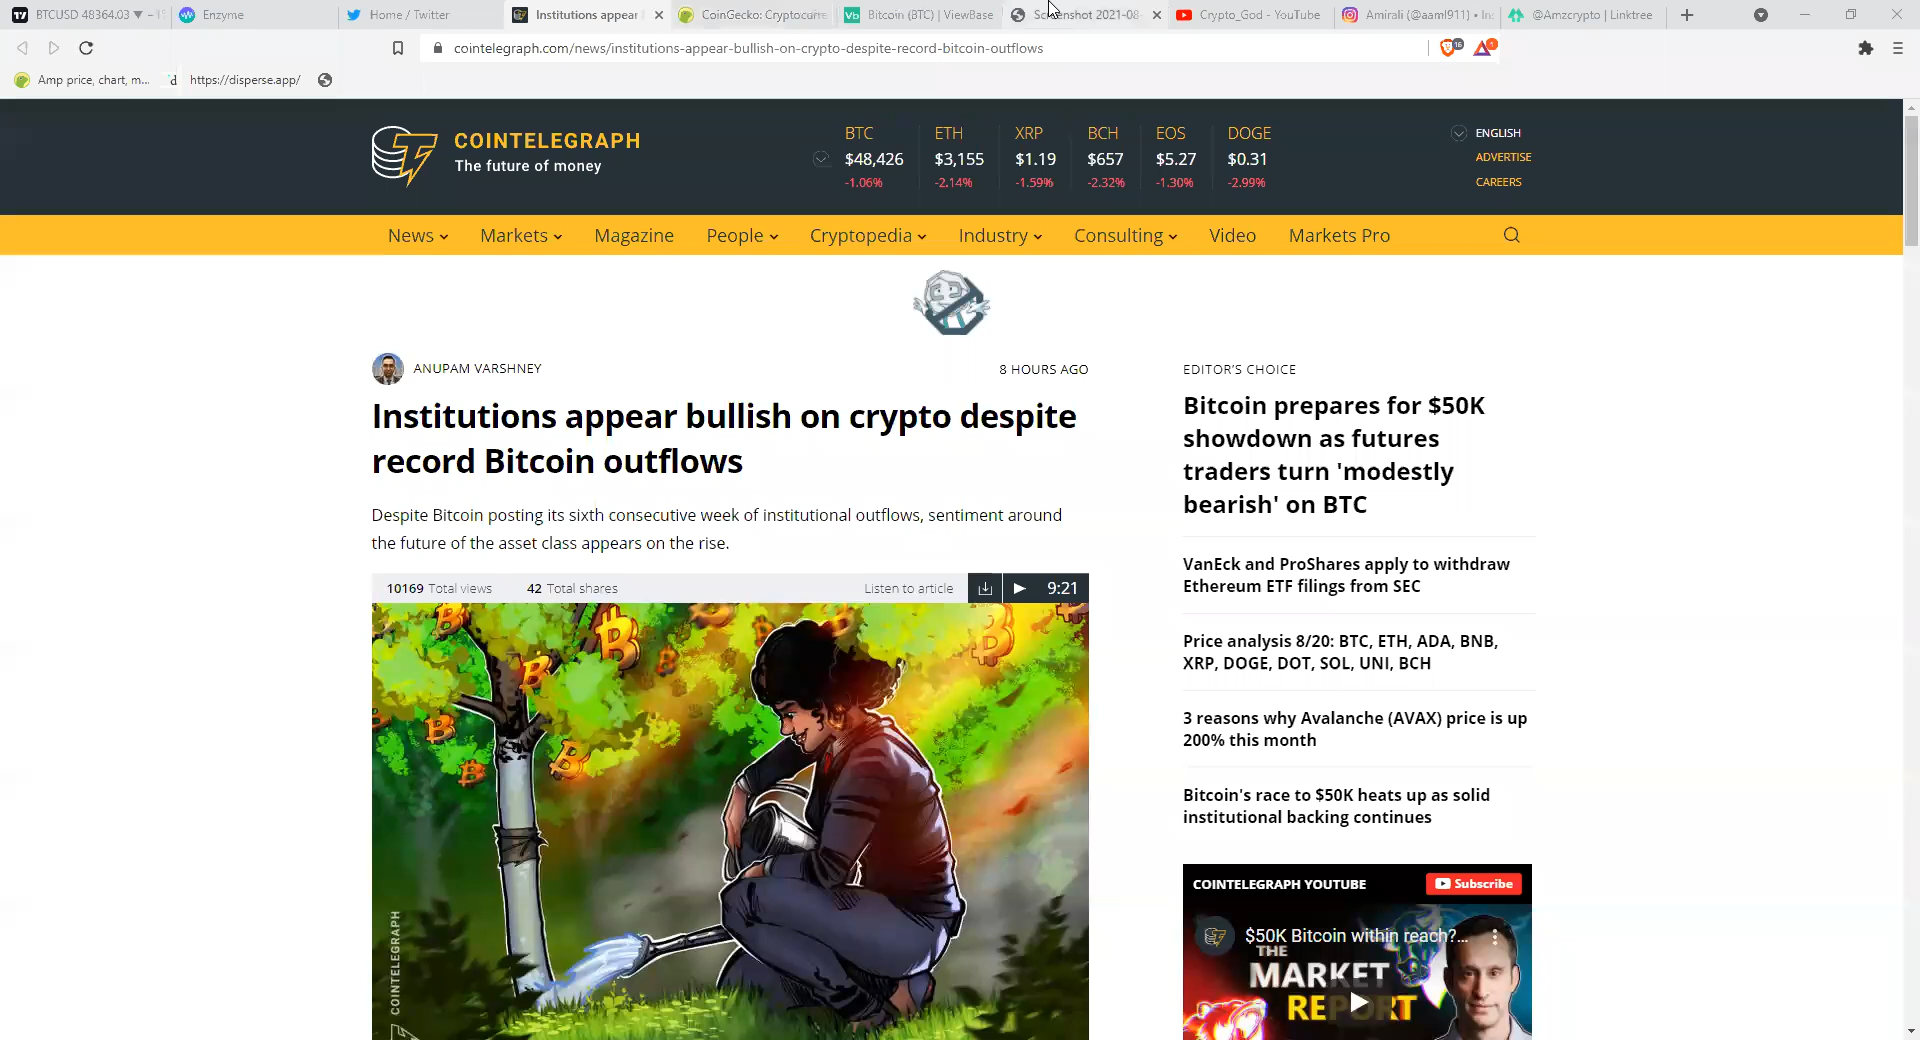 BTCUSD 48364.03 ▼ −1
Enzyme
Home / Twitter
Institutions appear
CoinGecko: Cryptocurre
Bitcoin (BTC) | ViewBase
Screenshot 2021-08-
Crypto_God - YouTube
Amirali (@aaml911) • In
@Amzcrypto | Linktree
cointelegraph.com/news/institutions-appear-bullish-on-crypto-despite-record-bitcoin-outflows
16
1
Amp price, chart, m...
d https://disperse.app/
COINTELEGRAPH
The future of money
BTC ETH XRP BCH EOS DOGE
$48,426 $3,155 $1.19 $657 $5.27 $0.31
-1.06% -2.14% -1.59% -2.32% -1.30% -2.99%
ENGLISH
ADVERTISE
CAREERS
News Markets Magazine People Cryptopedia Industry Consulting Video Markets Pro
ANUPAM VARSHNEY
8 HOURS AGO
Institutions appear bullish on crypto despite
record Bitcoin outflows
Despite Bitcoin posting its sixth consecutive week of institutional outflows, sentiment around
the future of the asset class appears on the rise.
10169 Total views 42 Total shares Listen to article 9:21
COINTELEGRAPH
EDITOR'S CHOICE
Bitcoin prepares for $50K
showdown as futures
traders turn 'modestly
bearish' on BTC
VanEck and ProShares apply to withdraw
Ethereum ETF filings from SEC
Price analysis 8/20: BTC, ETH, ADA, BNB,
XRP, DOGE, DOT, SOL, UNI, BCH
3 reasons why Avalanche (AVAX) price is up
200% this month
Bitcoin's race to $50K heats up as solid
institutional backing continues
COINTELEGRAPH YOUTUBE
Subscribe
$50K Bitcoin within reach?...
THE
MARKET
REPORT